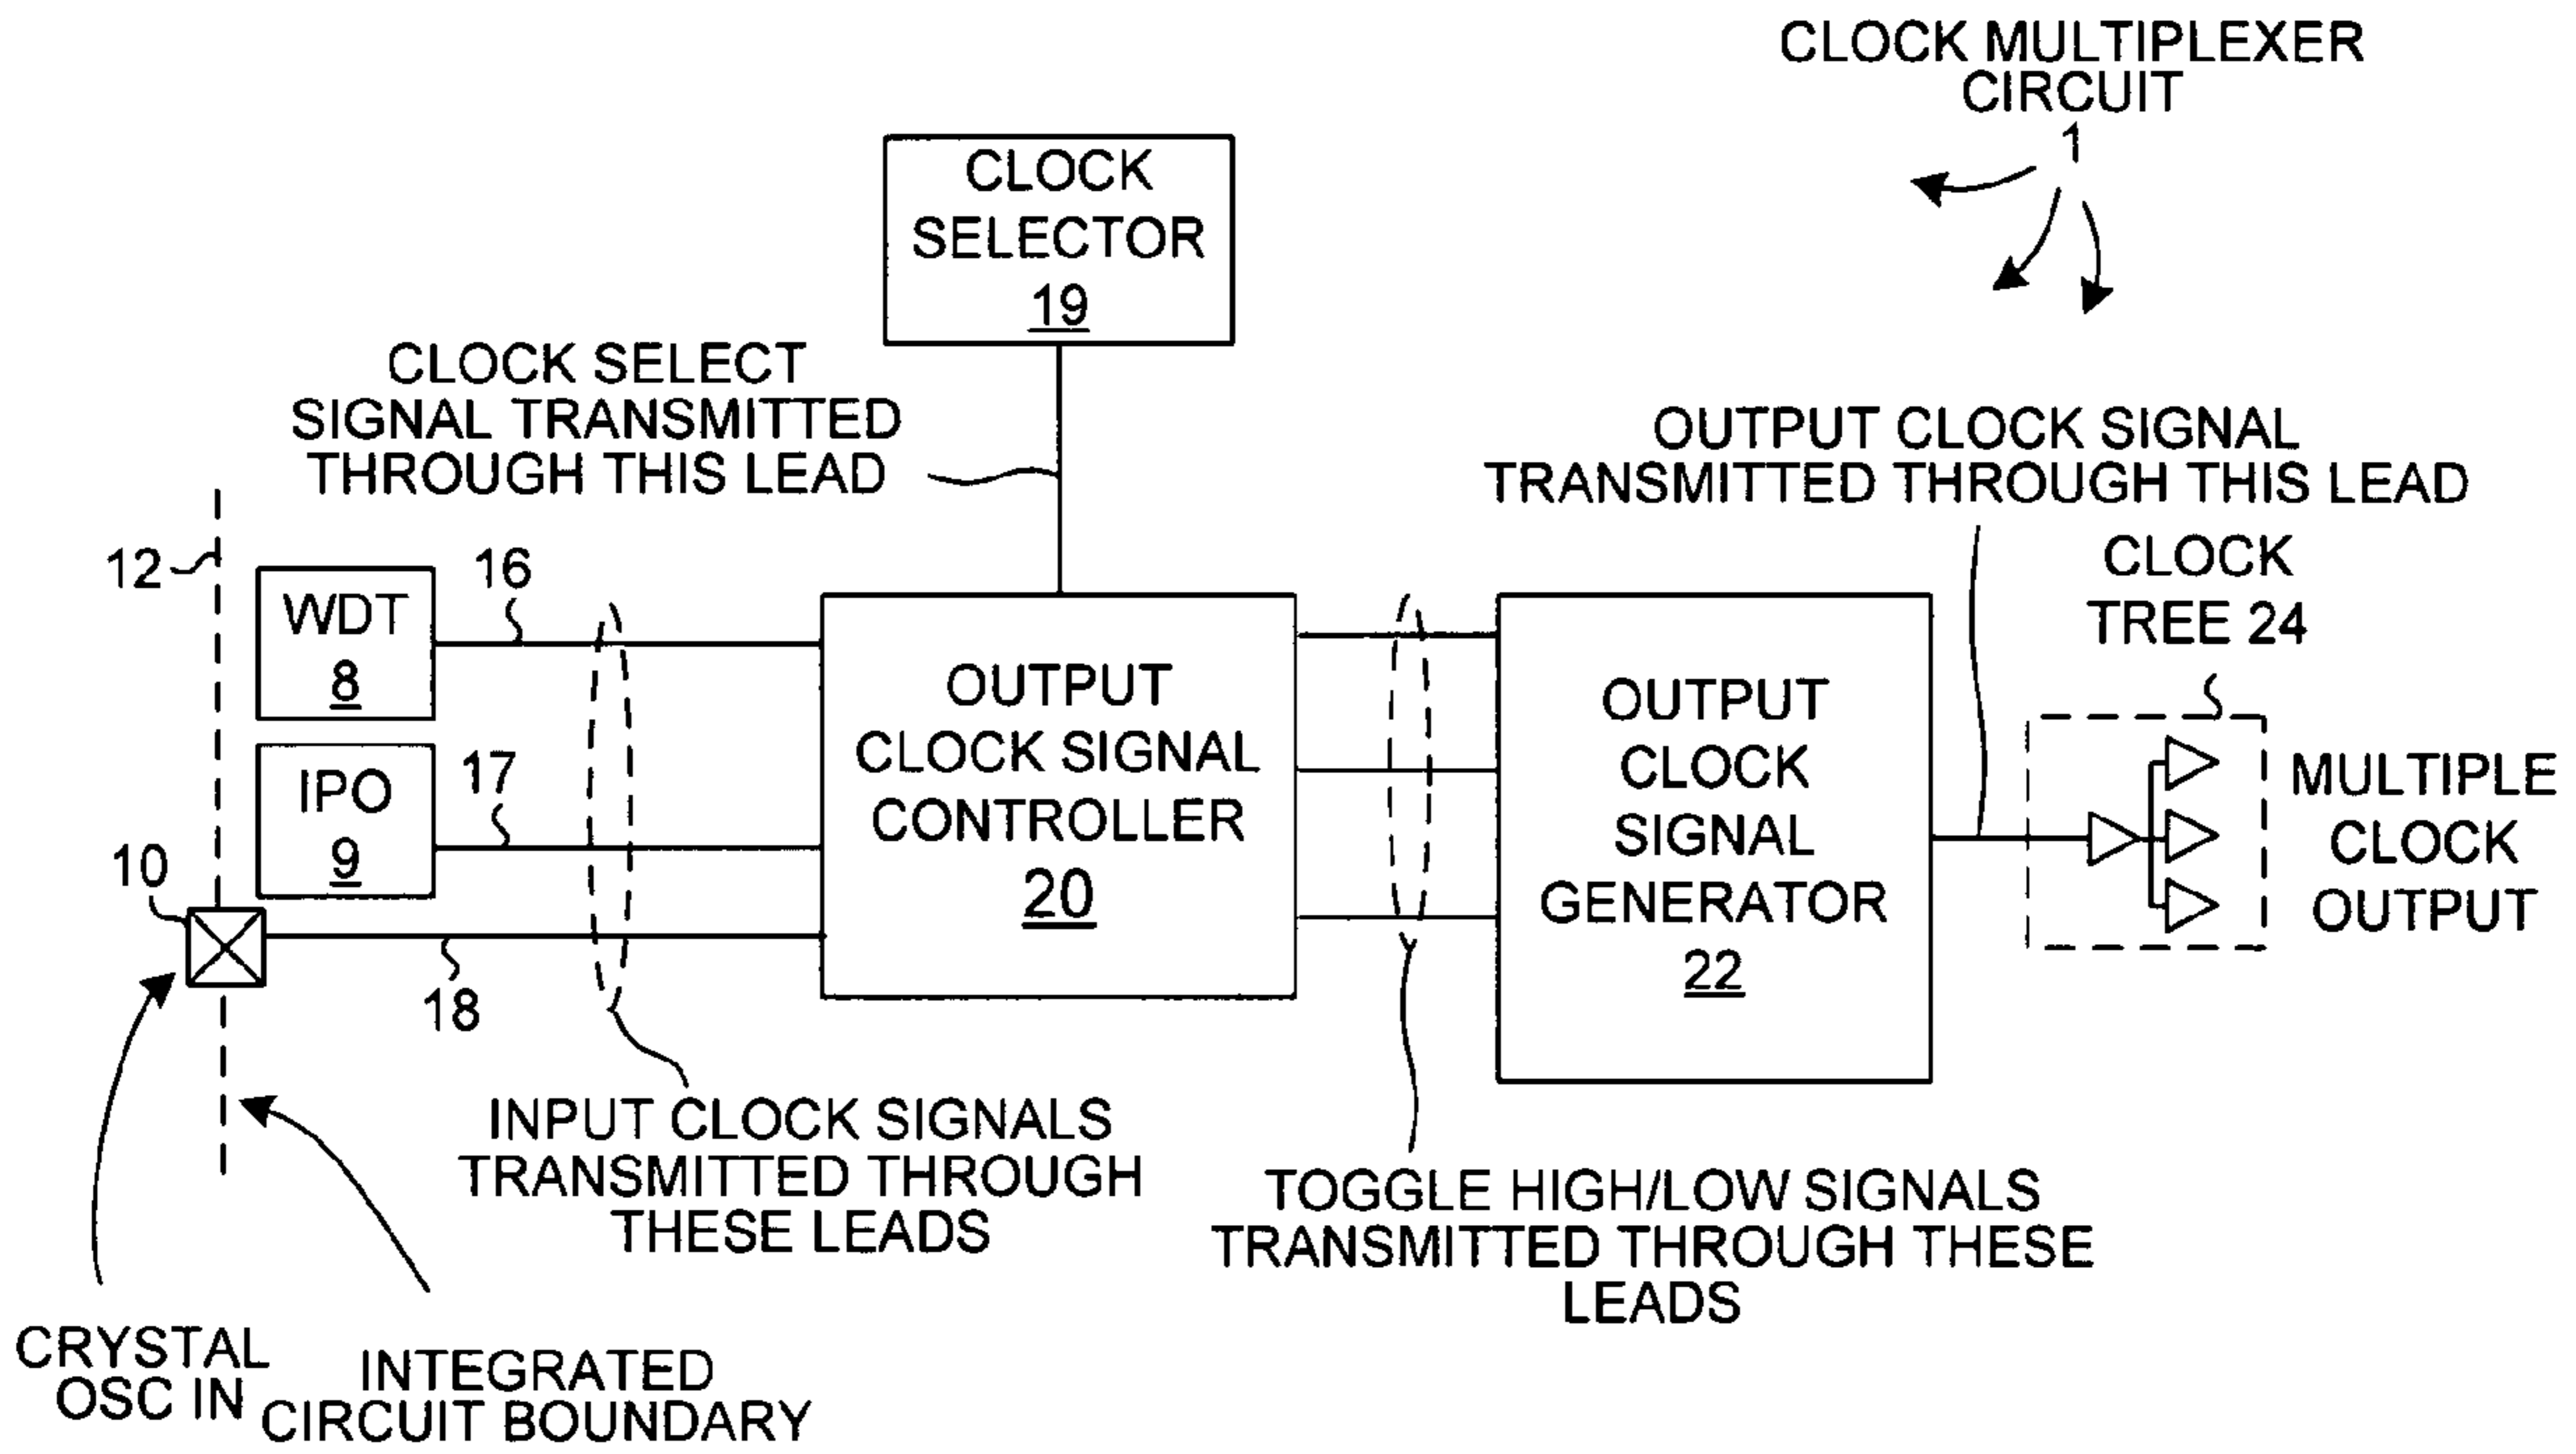 CLOCK MULTIPLEXER
CIRCUIT
1
CLOCK
SELECTOR
19
CLOCK SELECT
SIGNAL TRANSMITTED
THROUGH THIS LEAD
OUTPUT CLOCK SIGNAL
TRANSMITTED THROUGH THIS LEAD
CLOCK
TREE 24
12
WDT
8
16
IPO
9
17
10
18
OUTPUT
CLOCK SIGNAL
CONTROLLER
20
OUTPUT
CLOCK
SIGNAL
GENERATOR
22
MULTIPLE
CLOCK
OUTPUT
INPUT CLOCK SIGNALS
TRANSMITTED THROUGH
THESE LEADS
TOGGLE HIGH/LOW SIGNALS
TRANSMITTED THROUGH THESE
LEADS
CRYSTAL
OSC IN
INTEGRATED
CIRCUIT BOUNDARY